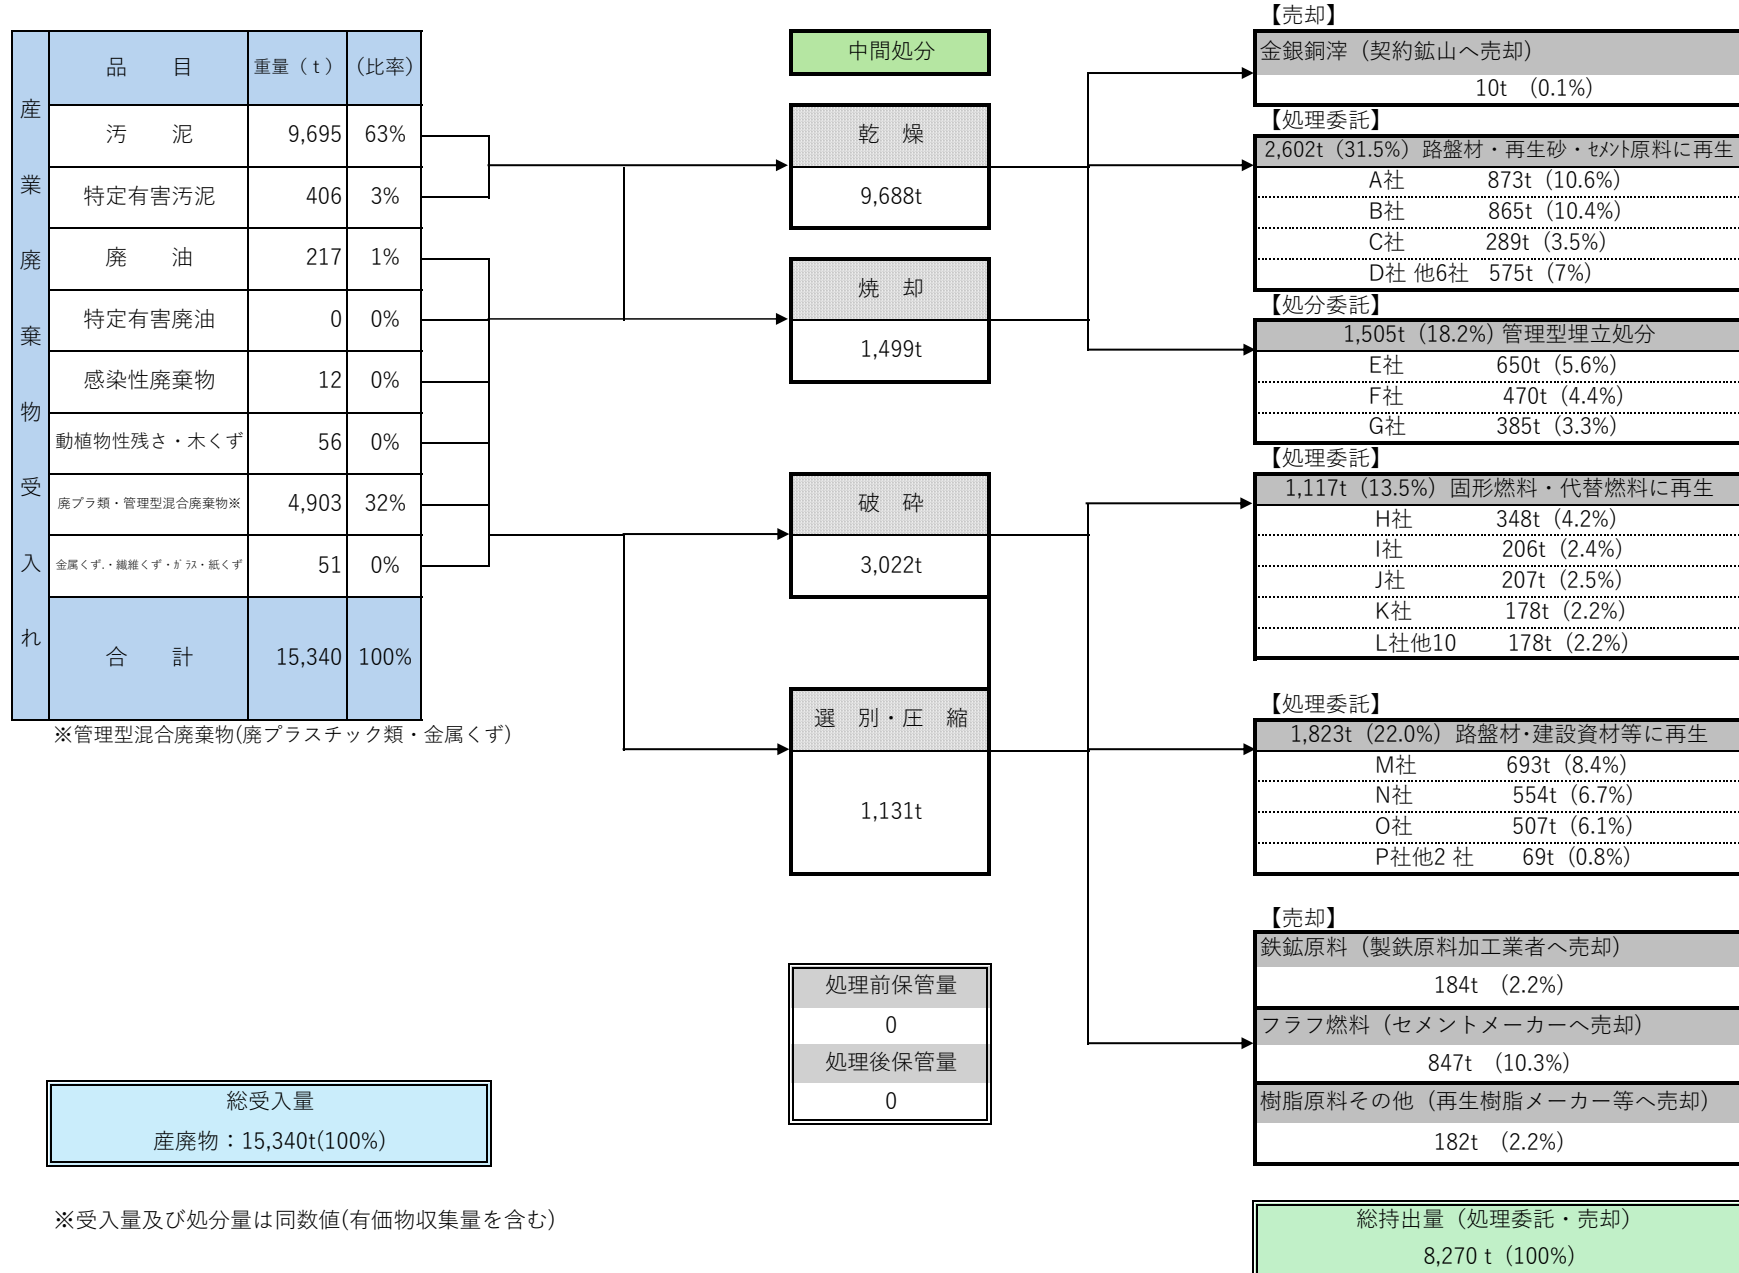 産業廃棄物受入れ
品　目 重量（ｔ） (比率)
汚　泥 9,695 63%
特定有害汚泥 406 3%
廃　油 217 1%
特定有害廃油 0 0%
感染性廃棄物 12 0%
動植物性残さ・木くず 56 0%
廃プラ類・管理型混合廃棄物※ 4,903 32%
金属くず.・繊維くず・ｶﾞﾗｽ・紙くず 51 0%
合　計 15,340 100%
※管理型混合廃棄物(廃プラスチック類・金属くず)
総受入量
産廃物：15,340t(100%)
※受入量及び処分量は同数値(有価物収集量を含む)
中間処分
乾　燥
9,688t
焼　却
1,499t
破　砕
3,022t
選　別・圧　縮
1,131t
処理前保管量
0
処理後保管量
0
【売却】
金銀銅滓（契約鉱山へ売却）
10t （0.1%）
【処理委託】
2,602t（31.5%）路盤材・再生砂・ｾﾒﾝﾄ原料に再生
A社 873t（10.6%）
B社 865t（10.4%）
C社 289t（3.5%）
D社 他6社 575t（7%）
【処分委託】
1,505t（18.2%）管理型埋立処分
E社 650t（5.6%）
F社 470t（4.4%）
G社 385t（3.3%）
【処理委託】
1,117t（13.5%）固形燃料・代替燃料に再生
H社 348t（4.2%）
I社 206t（2.4%）
J社 207t（2.5%）
K社 178t（2.2%）
L社他10 178t（2.2%）
【処理委託】
1,823t（22.0%）路盤材･建設資材等に再生
M社 693t（8.4%）
N社 554t（6.7%）
O社 507t（6.1%）
P社他2 社 69t（0.8%）
【売却】
鉄鉱原料（製鉄原料加工業者へ売却）
184t （2.2%）
フラフ燃料（セメントメーカーへ売却）
847t （10.3%）
樹脂原料その他（再生樹脂メーカー等へ売却）
182t （2.2%）
総持出量（処理委託・売却）
8,270 t（100%）